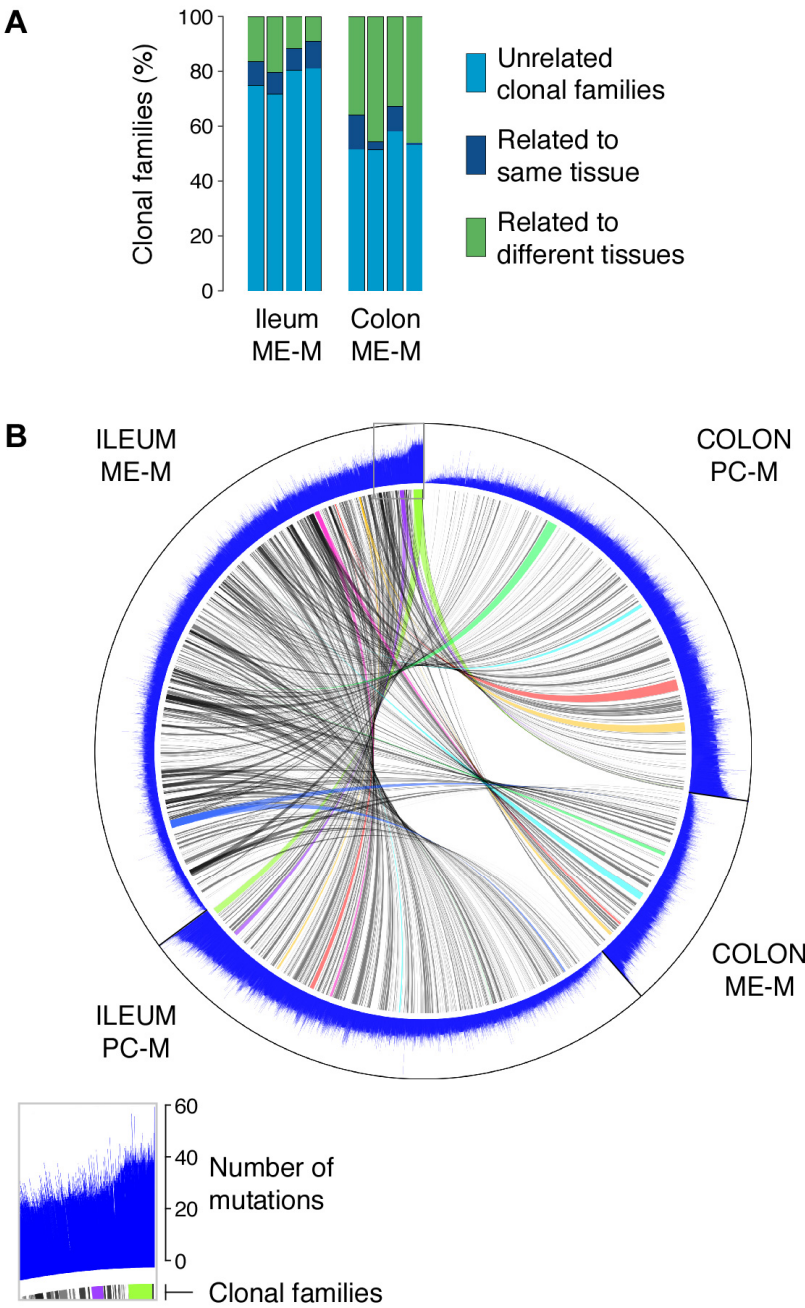 A
Clonal families (%)
100
80
60
40
20
0
Ileum
ME-M
Colon
ME-M
Unrelated
clonal families
Related to
same tissue
Related to
different tissues
B
ILEUM
ME-M
COLON
PC-M
COLON
ME-M
ILEUM
PC-M
60
40
20
0
Number of
mutations
Clonal families